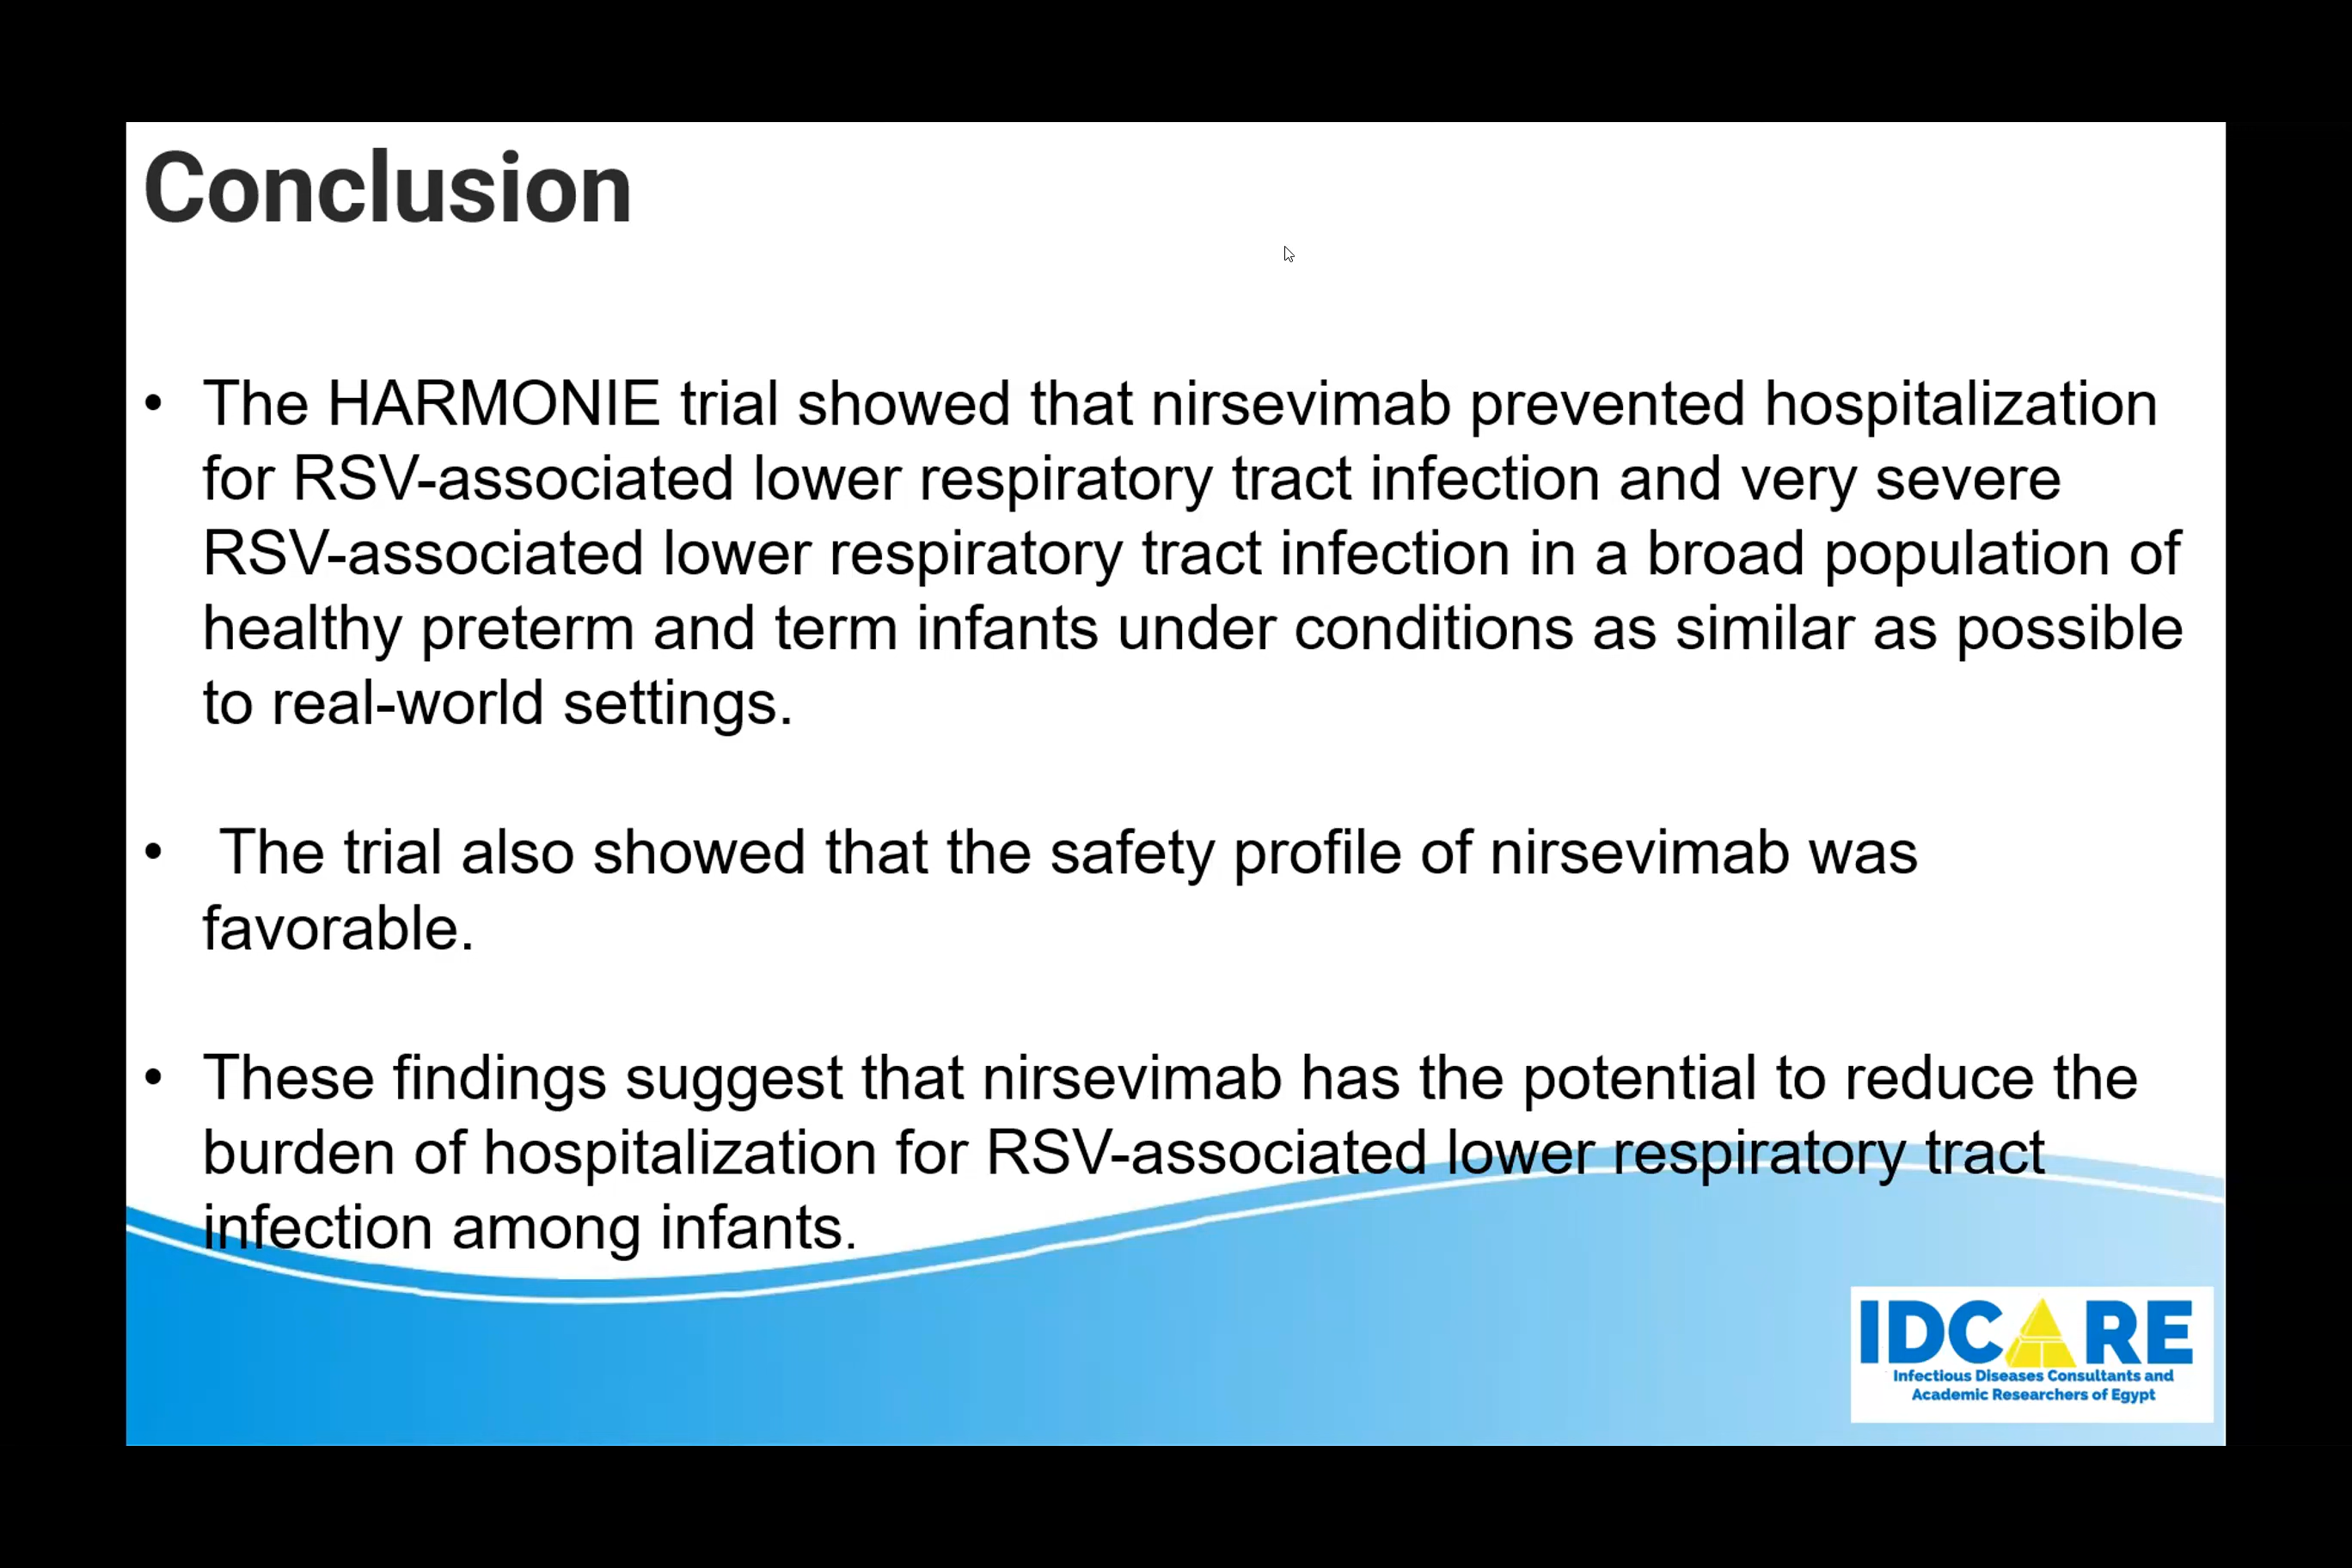 Conclusion
• The HARMONIE trial showed that nirsevimab prevented hospitalization
for RSV-associated lower respiratory tract infection and very severe
RSV-associated lower respiratory tract infection in a broad population of
healthy preterm and term infants under conditions as similar as possible
to real-world settings.
• The trial also showed that the safety profile of nirsevimab was
favorable.
• These findings suggest that nirsevimab has the potential to reduce the
burden of hospitalization for RSV-associated lower respiratory tract
infection among infants.
IDCARE
Infectious Diseases Consultants and
Academic Researchers of Egypt